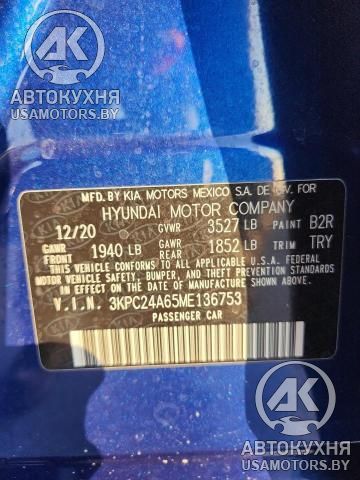 АК
АВТОКУХНЯ
USAMOTORS.BY
MFD. BY KIA MOTORS MEXICO S.A. DE C.V. FOR
HYUNDAI MOTOR COMPANY
12/20 GVWR 3527 LB PAINT B2R
GAWR FRONT 1940 LB GAWR REAR 1852 LB TRIM TRY
THIS VEHICLE CONFORMS TO ALL APPLICABLE
FEDERAL MOTOR VEHICLE SAFETY, BUMPER, AND
THEFT PREVENTION STANDARDS IN EFFECT ON
THE DATE OF MANUFACTURE SHOWN ABOVE.
V.I.N. 3KPC24A65ME136753
PASSENGER CAR
АК
АВТОКУХНЯ
USAMOTORS.BY